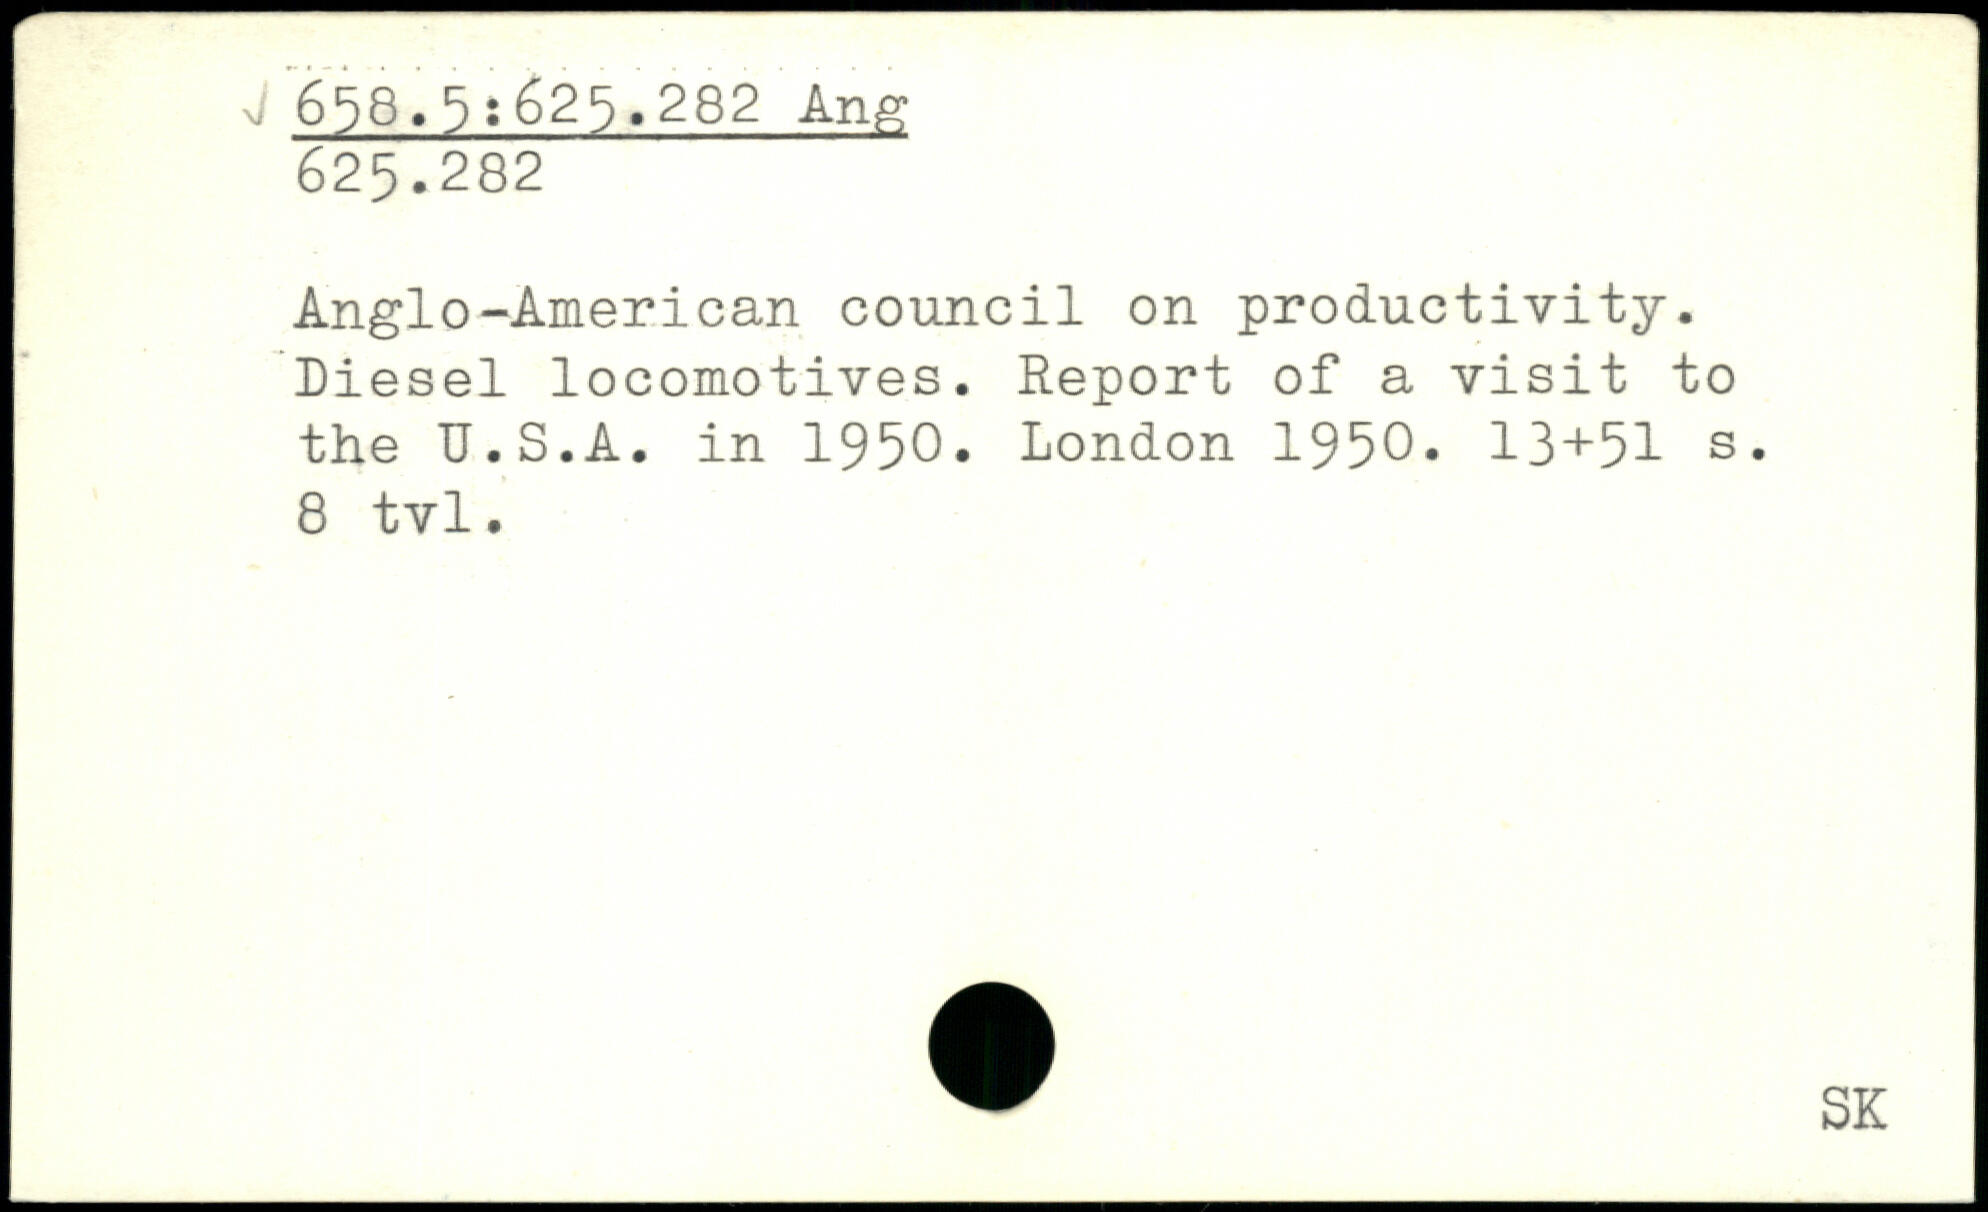 658.5:625.282 Ang
625.282
Anglo-American council on productivity.
Diesel locomotives. Report of a visit to
the U.S.A. in 1950. London 1950. 13+51 s.
8 tvl.
SK